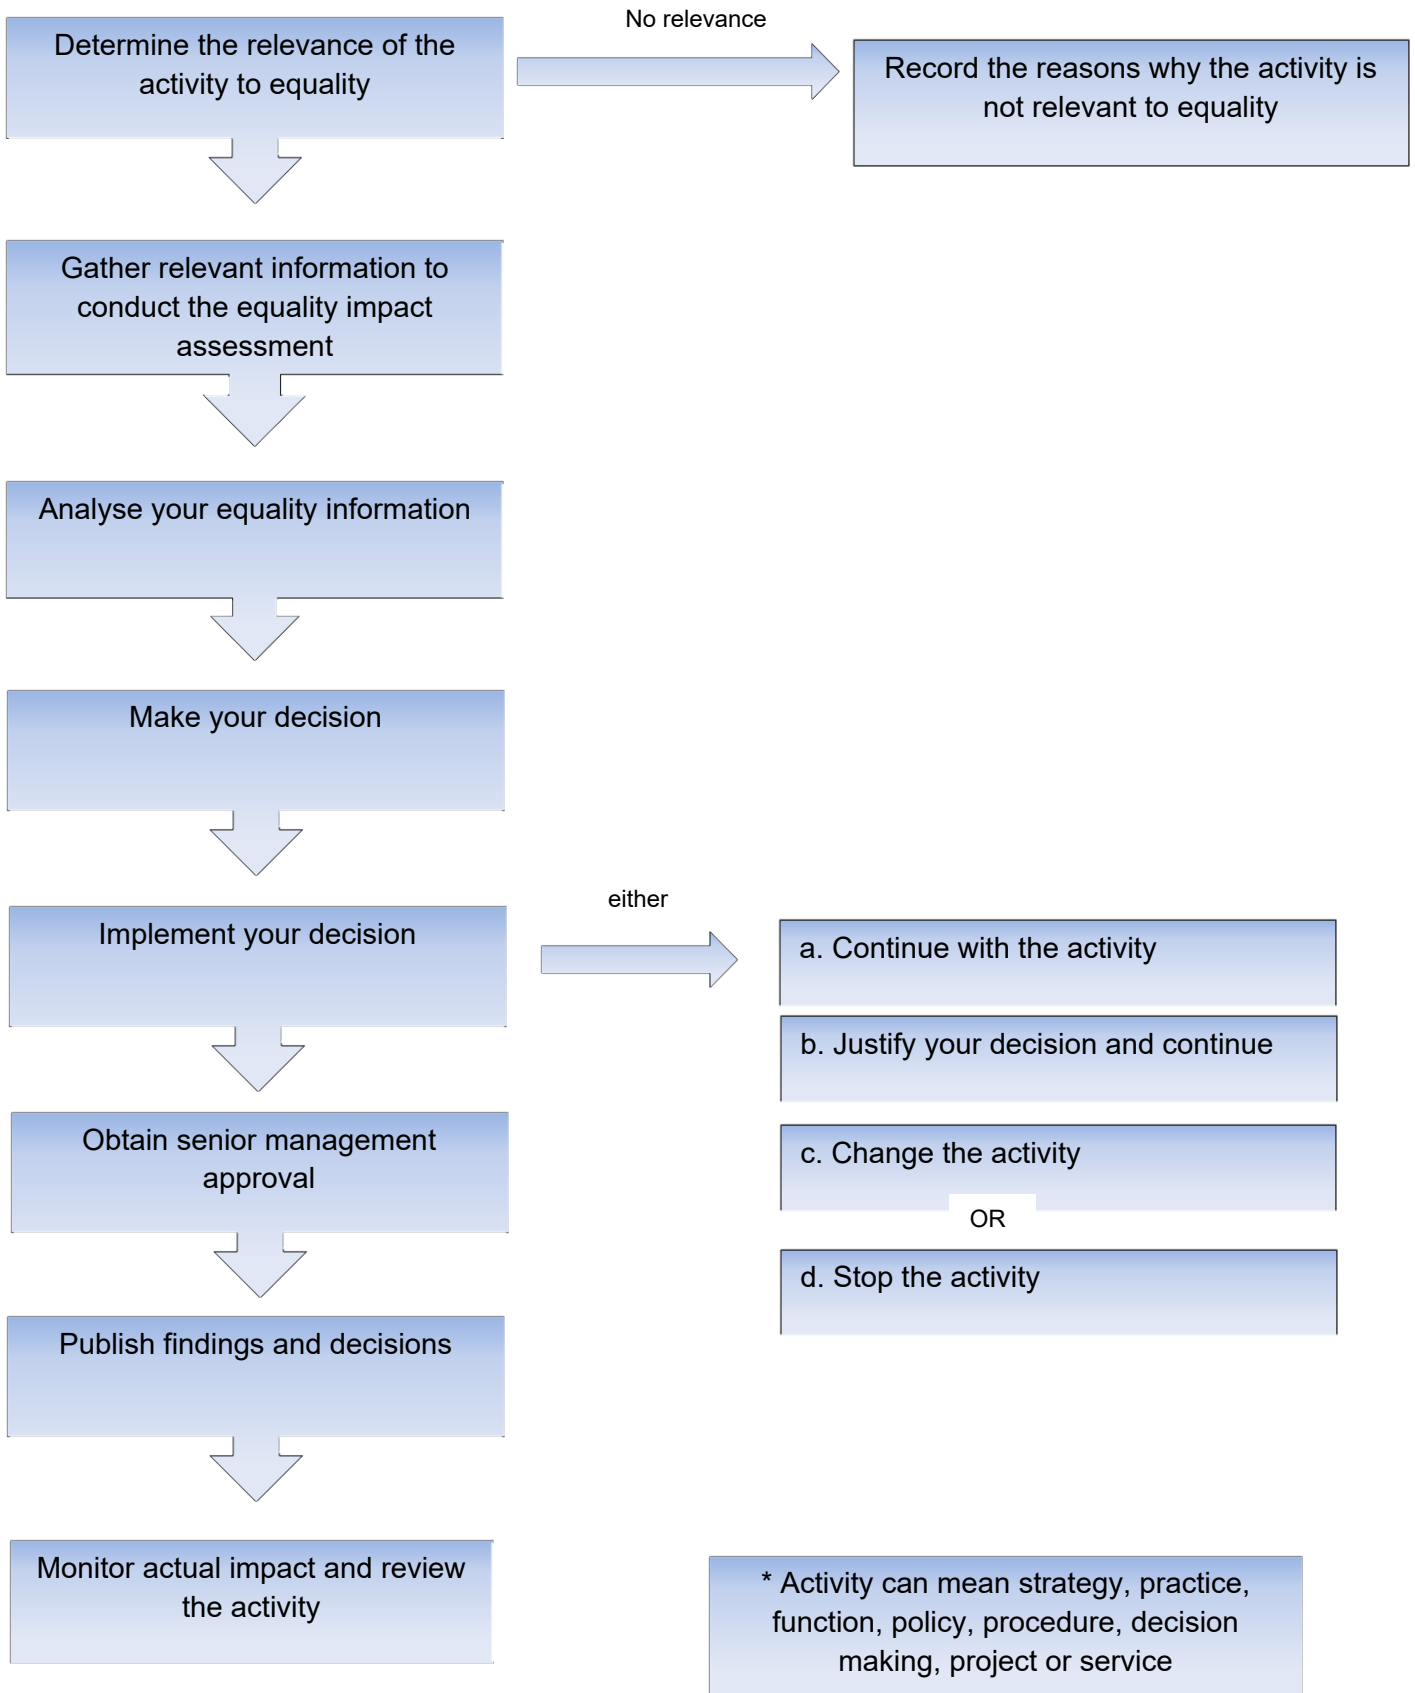 Determine the relevance of the
activity to equality
No relevance
Record the reasons why the activity is
not relevant to equality
Gather relevant information to
conduct the equality impact
assessment
Analyse your equality information
Make your decision
Implement your decision
either
a. Continue with the activity
b. Justify your decision and continue
c. Change the activity
OR
d. Stop the activity
Obtain senior management
approval
Publish findings and decisions
Monitor actual impact and review
the activity
* Activity can mean strategy, practice,
function, policy, procedure, decision
making, project or service